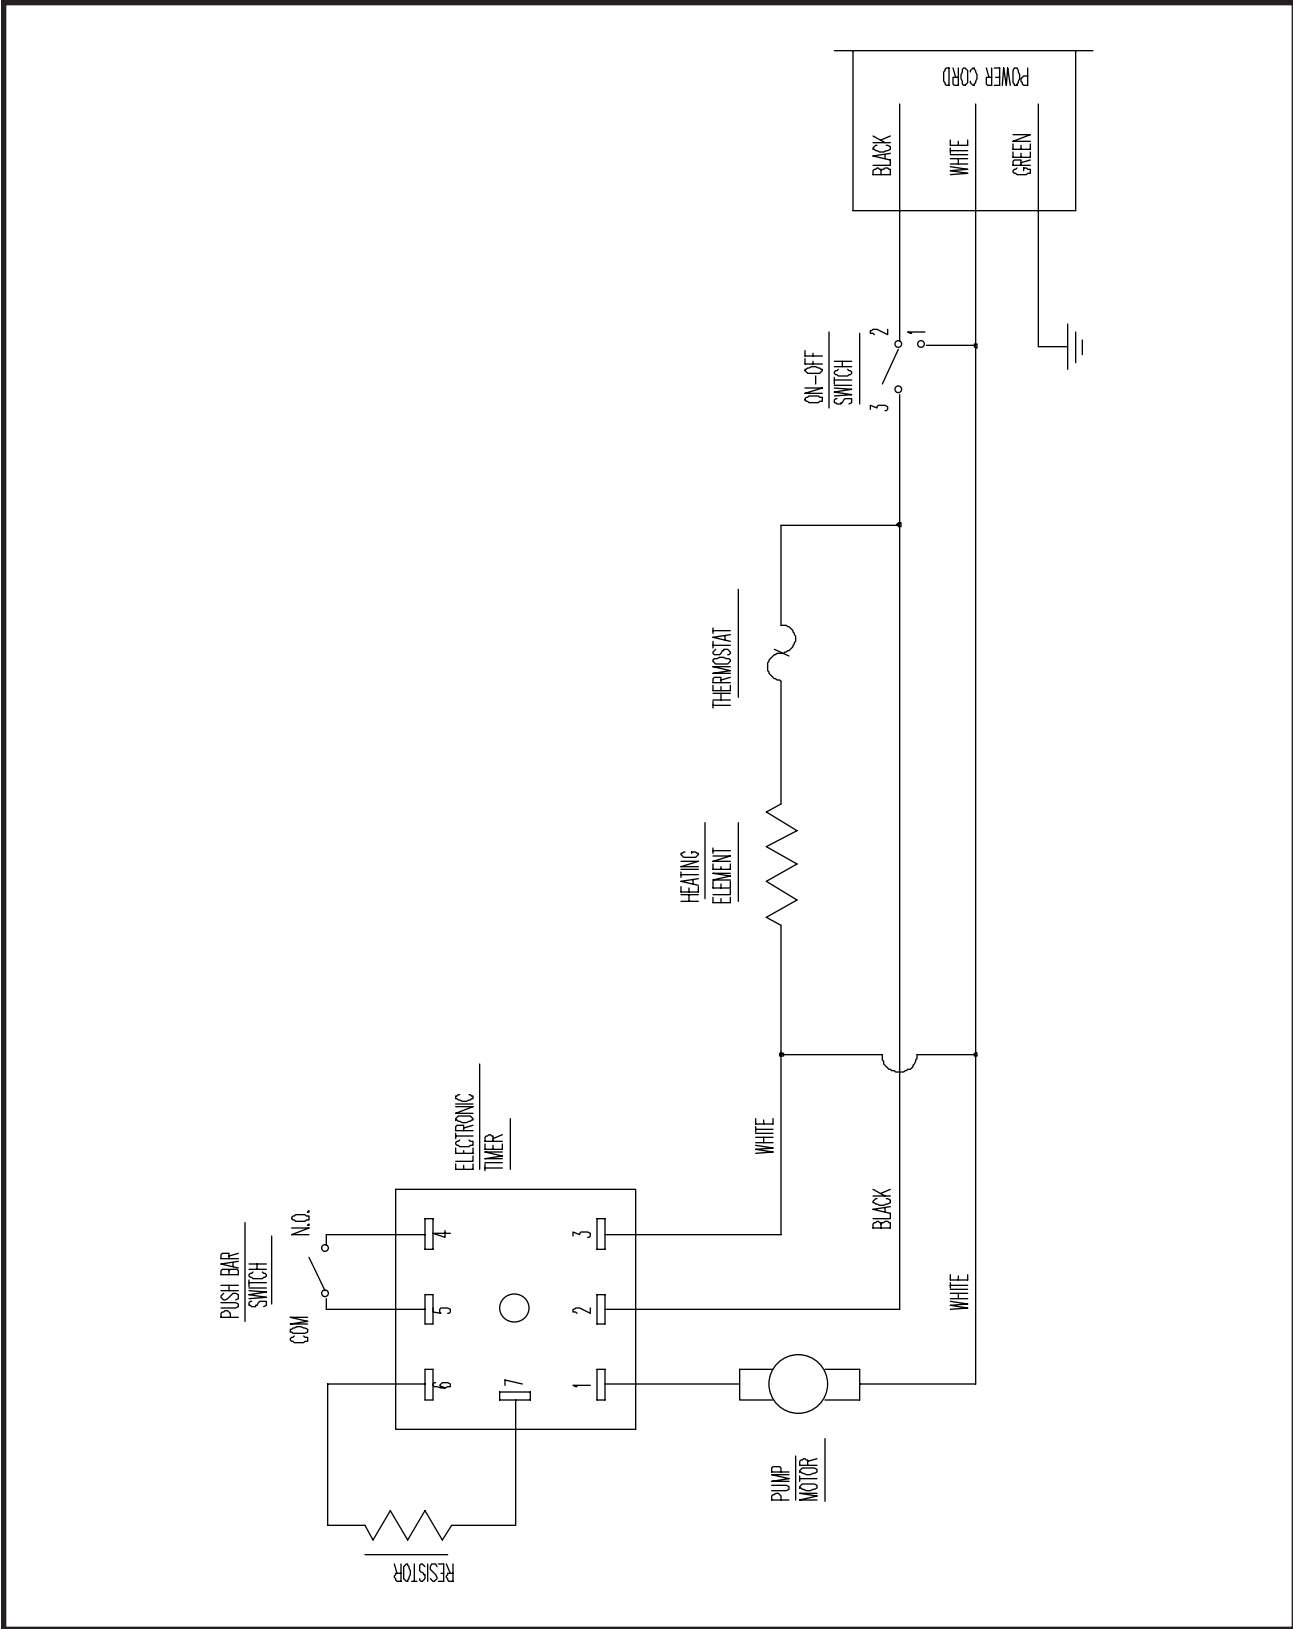 POWER CORD
BLACK
WHITE
GREEN
ON-OFF
SWITCH
2
1
3
THERMOSTAT
HEATING
ELEMENT
ELECTRONIC
TIMER
WHITE
BLACK
WHITE
PUSH BAR
SWITCH
N.O.
COM
4
5
6
7
3
2
1
PUMP
MOTOR
RESISTOR